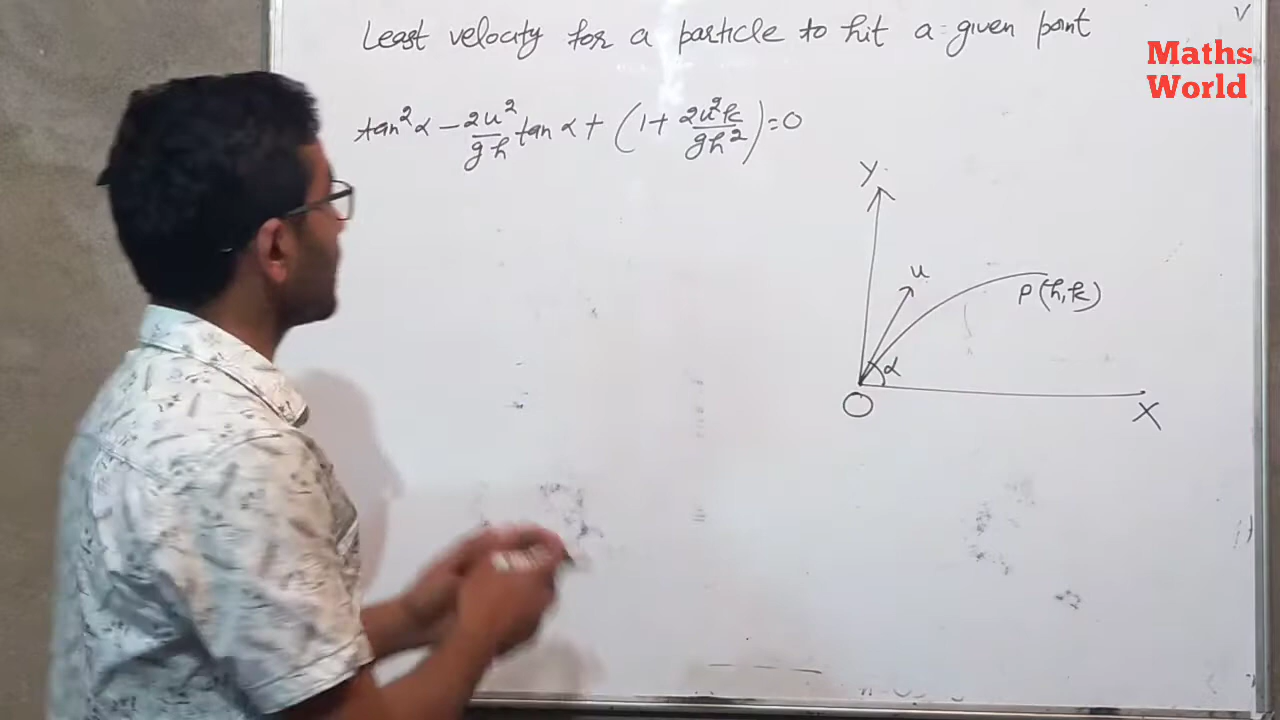 Least velocity for a particle to hit a given point
Maths
World
tan²α - 2u²/gh tan α + (1 + 2u²k/gh²) = 0
Y
u
P(h, k)
α
O
X